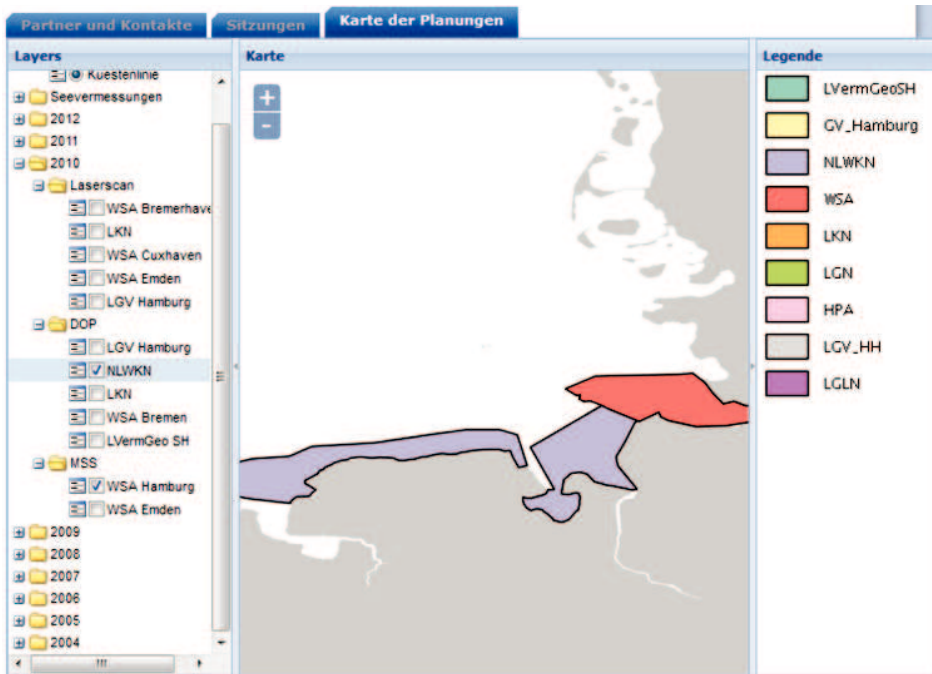 Partner und Kontakte
Sitzungen
Karte der Planungen
Layers
Kuestenlinie
Seevermessungen
2012
2011
2010
Laserscan
WSA Bremerhave
LKN
WSA Cuxhaven
WSA Emden
LGV Hamburg
DOP
LGV Hamburg
NLWKN
LKN
WSA Bremen
LVermGeo SH
MSS
WSA Hamburg
WSA Emden
2009
2008
2007
2006
2005
2004
Karte
+
-
Legende
LVermGeoSH
GV_Hamburg
NLWKN
WSA
LKN
LGN
HPA
LGV_HH
LGLN